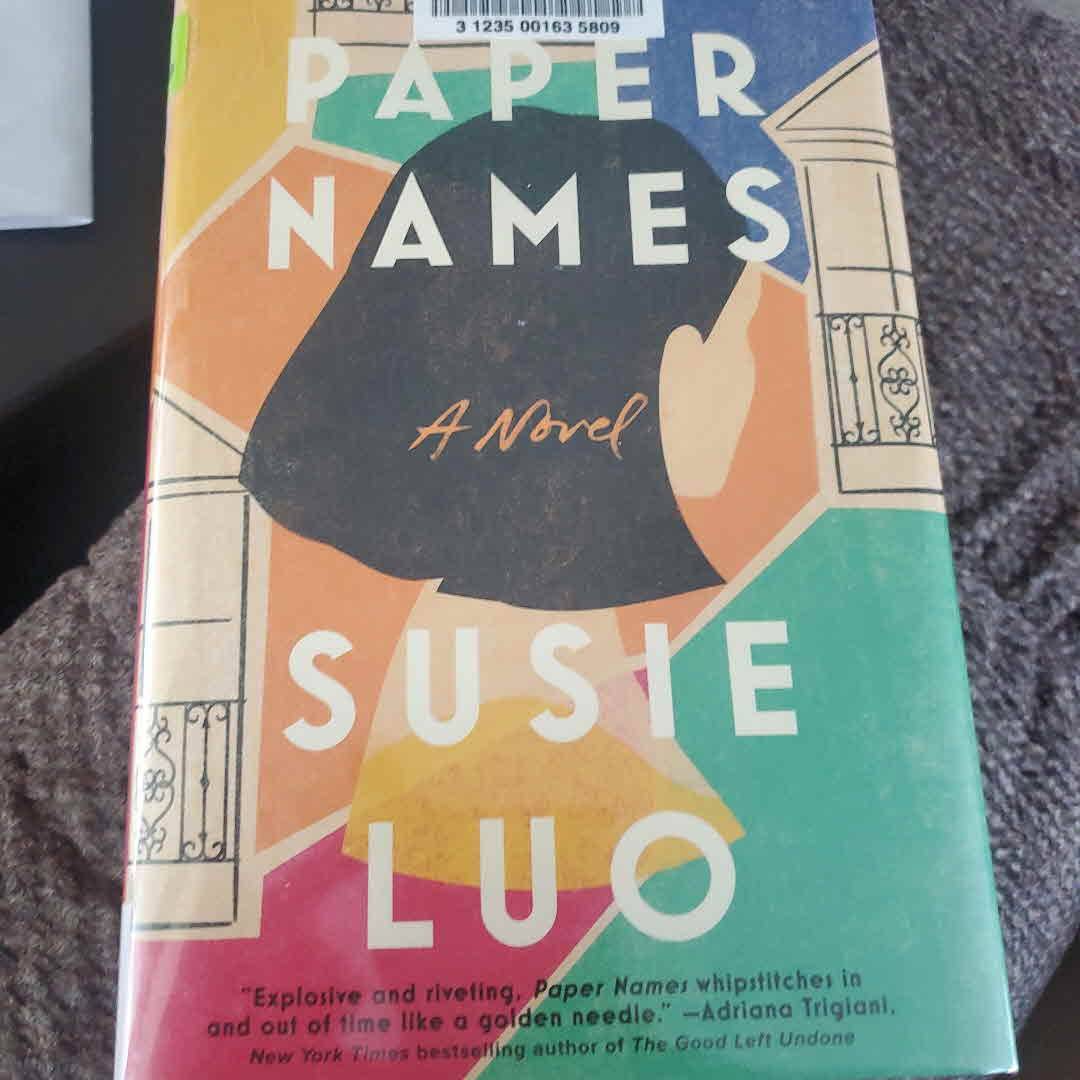 3 1235 00163 5809
PAPER
NAMES
A Novel
SUSIE
LUO
"Explosive and riveting, Paper Names whipstitches in
and out of time like a golden needle." —Adriana Trigiani,
New York Times bestselling author of The Good Left Undone